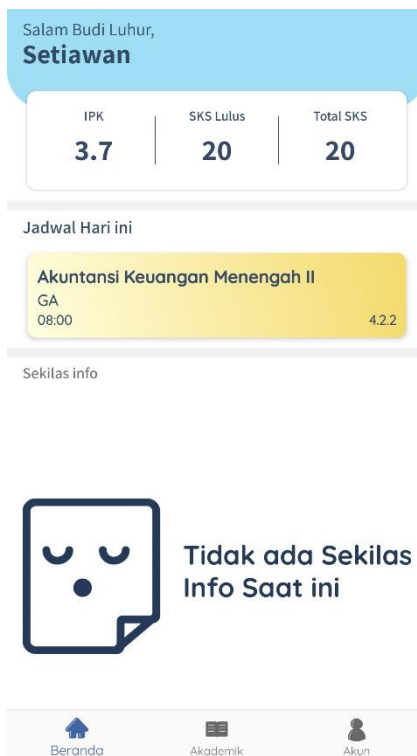 Salam Budi Luhur,
Setiawan
IPK SKS Lulus Total SKS
3.7 20 20
Jadwal Hari ini
Akuntansi Keuangan Menengah II
GA
08:00 4.2.2
Sekilas info
Tidak ada Sekilas
Info Saat ini
Beranda Akademik Akun